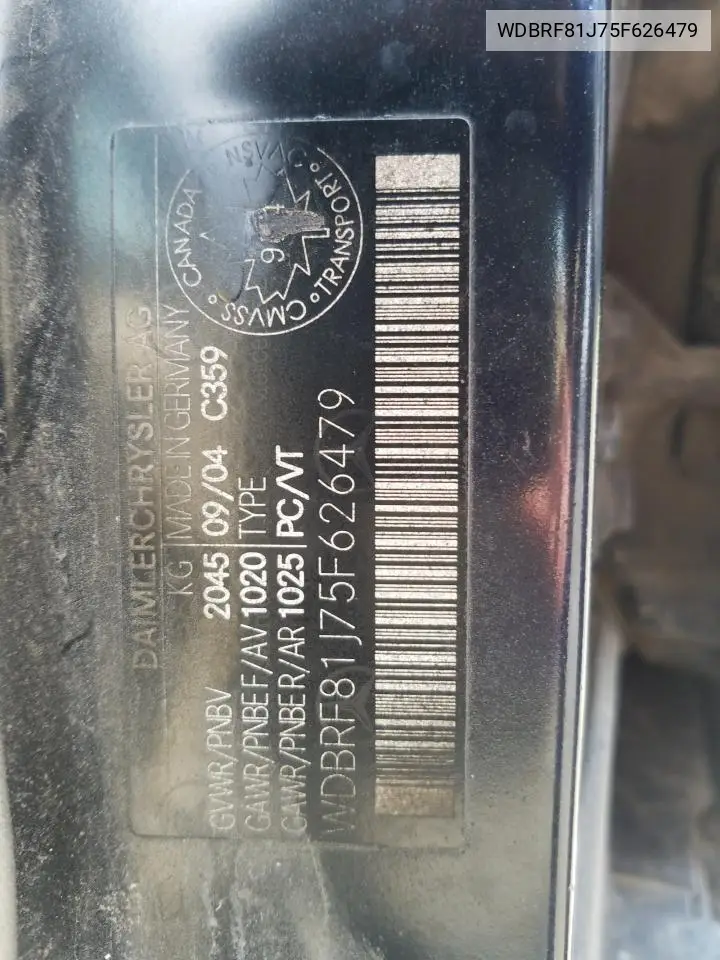 WDBRF81J75F626479
DAIMLERCHRYSLER AG
KG MADE IN GERMANY
GVWR/PNBV 2045 09/04 C359
GAWR/PNBE F/AV 1020 TYPE
GAWR/PNBE R/AR 1025 PC/VT
WDBRF81J75F626479
CANADA
TRANSPORT
CMVSS
NSVAC